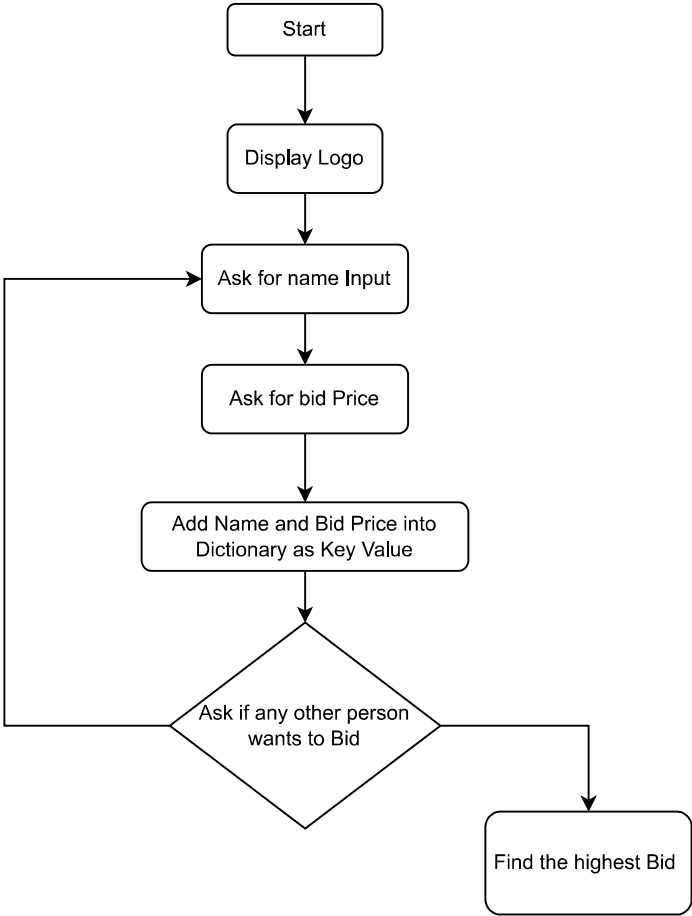 Start
Display Logo
Ask for name Input
Ask for bid Price
Add Name and Bid Price into
Dictionary as Key Value
Ask if any other person
wants to Bid
Find the highest Bid